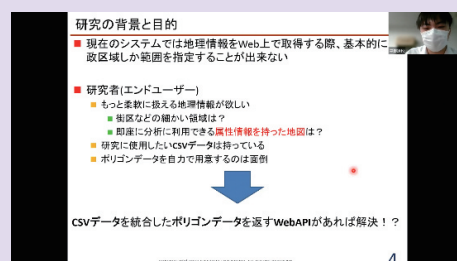 研究の背景と目的
現在のシステムでは地理情報をWeb上で取得する際、基本的に
政区域しか範囲を指定することが出来ない
研究者(エンドユーザー)
もっと柔軟に扱える地理情報が欲しい
街区などの細かい領域は？
即座に分析に利用できる属性情報を持った地図は？
研究に使用したいCSVデータは持っている
ポリゴンデータを自力で用意するのは面倒
CSVデータを統合したポリゴンデータを返すWebAPIがあれば解決！？
4